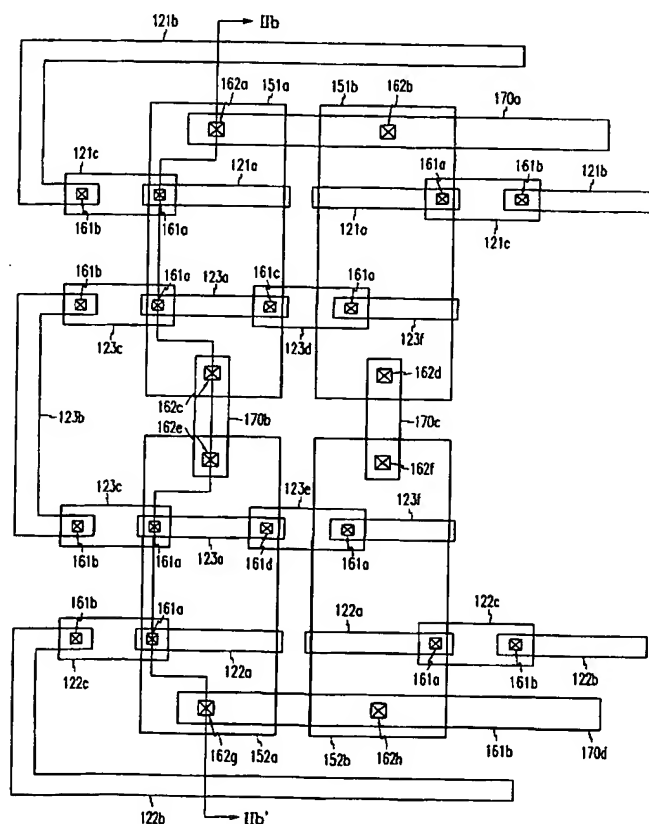 121b
IIb
151a 151b
162a 162b
170a
121c 121a 161a 161b 121b
161b 161a 121a 121c
161b 161a 123a 161c 161a
123c 123d 123f
162d
123b 162c 170b 170c
162e
162f
123c 123e 123f
161b 161a 123a 161d 161a
161b 161a 122a 122c
122c 122a 161a 161b 122b
162g 152a 152b 162h 161b 170d
122b IIb'